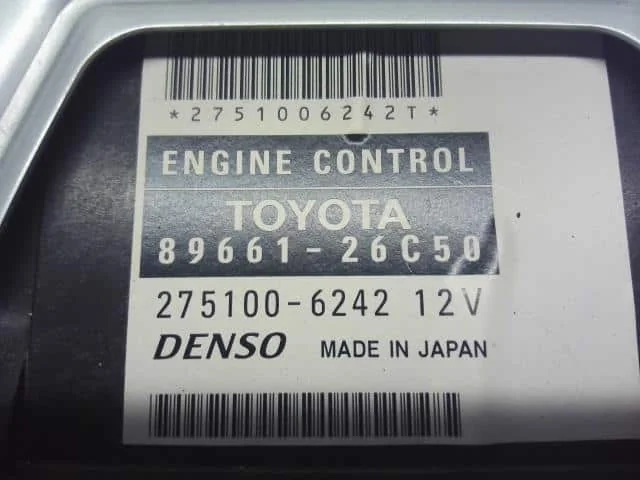 *2751006242T*
ENGINE CONTROL
TOYOTA
89661-26C50
275100-6242 12V
DENSO MADE IN JAPAN